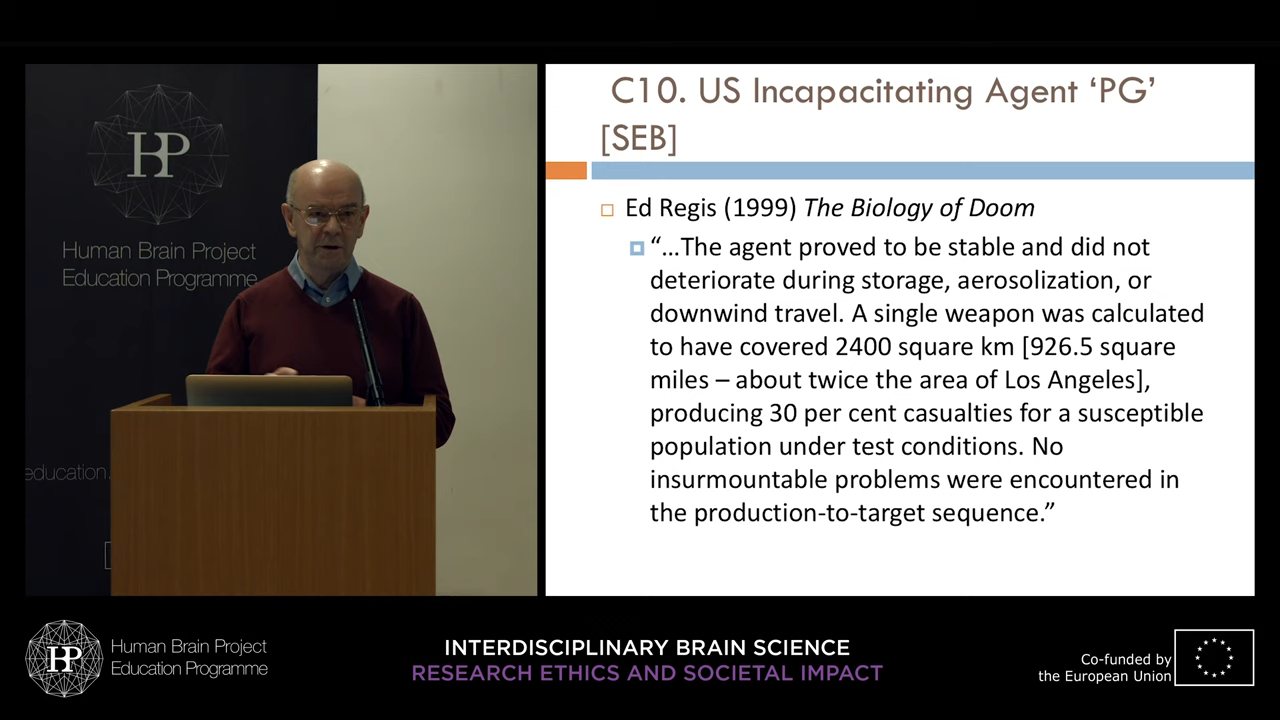 HP
Human Brain Project
Education Programme
education.
C10. US Incapacitating Agent ‘PG’
[SEB]
Ed Regis (1999) The Biology of Doom
“…The agent proved to be stable and did not
deteriorate during storage, aerosolization, or
downwind travel. A single weapon was calculated
to have covered 2400 square km [926.5 square
miles – about twice the area of Los Angeles],
producing 30 per cent casualties for a susceptible
population under test conditions. No
insurmountable problems were encountered in
the production-to-target sequence.”
HP
Human Brain Project
Education Programme
INTERDISCIPLINARY BRAIN SCIENCE
RESEARCH ETHICS AND SOCIETAL IMPACT
Co-funded by
the European Union